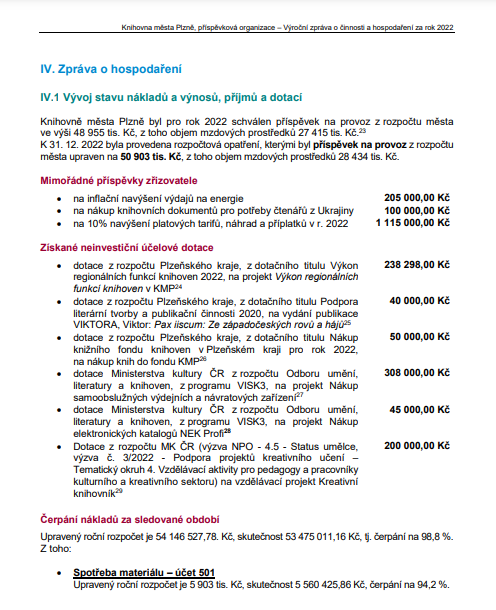 Knihovna města Plzně, příspěvková organizace – Výroční zpráva o činnosti a hospodaření za rok 2022
IV. Zpráva o hospodaření
IV.1 Vývoj stavu nákladů a výnosů, příjmů a dotací
Knihovně města Plzně byl pro rok 2022 schválen příspěvek na provoz z rozpočtu města
ve výši 48 955 tis. Kč, z toho objem mzdových prostředků 27 415 tis. Kč.23
K 31. 12. 2022 byla provedena rozpočtová opatření, kterými byl příspěvek na provoz z rozpočtu
města upraven na 50 903 tis. Kč, z toho objem mzdových prostředků 28 434 tis. Kč.
Mimořádné příspěvky zřizovatele
• na inflační navýšení výdajů na energie 205 000,00 Kč
• na nákup knihovních dokumentů pro potřeby čtenářů z Ukrajiny 100 000,00 Kč
• na 10% navýšení platových tarifů, náhrad a příplatků v r. 2022 1 115 000,00 Kč
Získané neinvestiční účelové dotace
• dotace z rozpočtu Plzeňského kraje, z dotačního titulu Výkon 238 298,00 Kč
regionálních funkcí knihoven 2022, na projekt Výkon regionálních
funkcí knihoven v KMP24
• dotace z rozpočtu Plzeňského kraje, z dotačního titulu Podpora 40 000,00 Kč
literární tvorby a publikační činnosti 2020, na vydání publikace
VIKTORA, Viktor: Pax iiscum: Ze západočeských rovů a hájů25
• dotace z rozpočtu Plzeňského kraje, z dotačního titulu Nákup 50 000,00 Kč
knižního fondu knihoven v Plzeňském kraji pro rok 2022,
na nákup knih do fondu KMP26
• dotace Ministerstva kultury ČR z rozpočtu Odboru umění, 308 000,00 Kč
literatury a knihoven, z programu VISK3, na projekt Nákup
samoobslužných výdejních a návratových zařízení27
• dotace Ministerstva kultury ČR z rozpočtu Odboru umění, 45 000,00 Kč
literatury a knihoven, z programu VISK3, na projekt Nákup
elektronických katalogů NEK Profi28
• Dotace z rozpočtu MK ČR (výzva NPO - 4.5 - Status umělce, 200 000,00 Kč
výzva č. 3/2022 - Podpora projektů kreativního učení –
Tematický okruh 4. Vzdělávací aktivity pro pedagogy a pracovníky
kulturního a kreativního sektoru) na vzdělávací projekt Kreativní
knihovník29
Čerpání nákladů za sledované období
Upravený roční rozpočet je 54 146 527,78. Kč, skutečnost 53 475 011,16 Kč, tj. čerpání na 98,8 %.
Z toho:
• Spotřeba materiálu – účet 501
Upravený roční rozpočet je 5 903 tis. Kč, skutečnost 5 560 425,86 Kč, čerpání na 94,2 %.